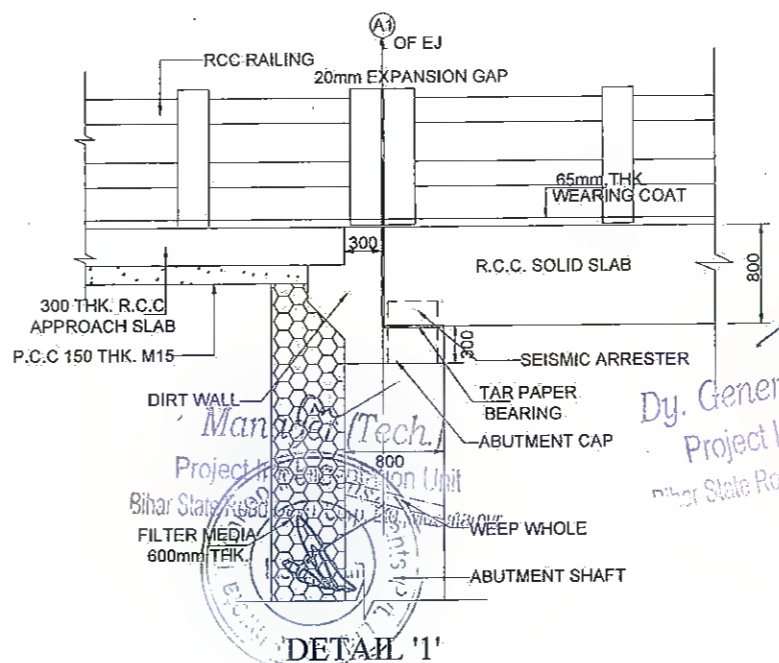 A1
OF EJ
RCC RAILING
20mm EXPANSION GAP
65mm THK.
WEARING COAT
300
R.C.C. SOLID SLAB
800
300 THK. R.C.C
APPROACH SLAB
P.C.C 150 THK. M15
300
SEISMIC ARRESTER
DIRT WALL
TAR PAPER
BEARING
ABUTMENT CAP
Manager (Tech.)
Dy. Gener
800
Project Implementation Unit
Project I
Bihar State Road
Bihar State Ro
FILTER MEDIA
600mm THK.
WEEP WHOLE
ABUTMENT SHAFT
DETAIL '1'